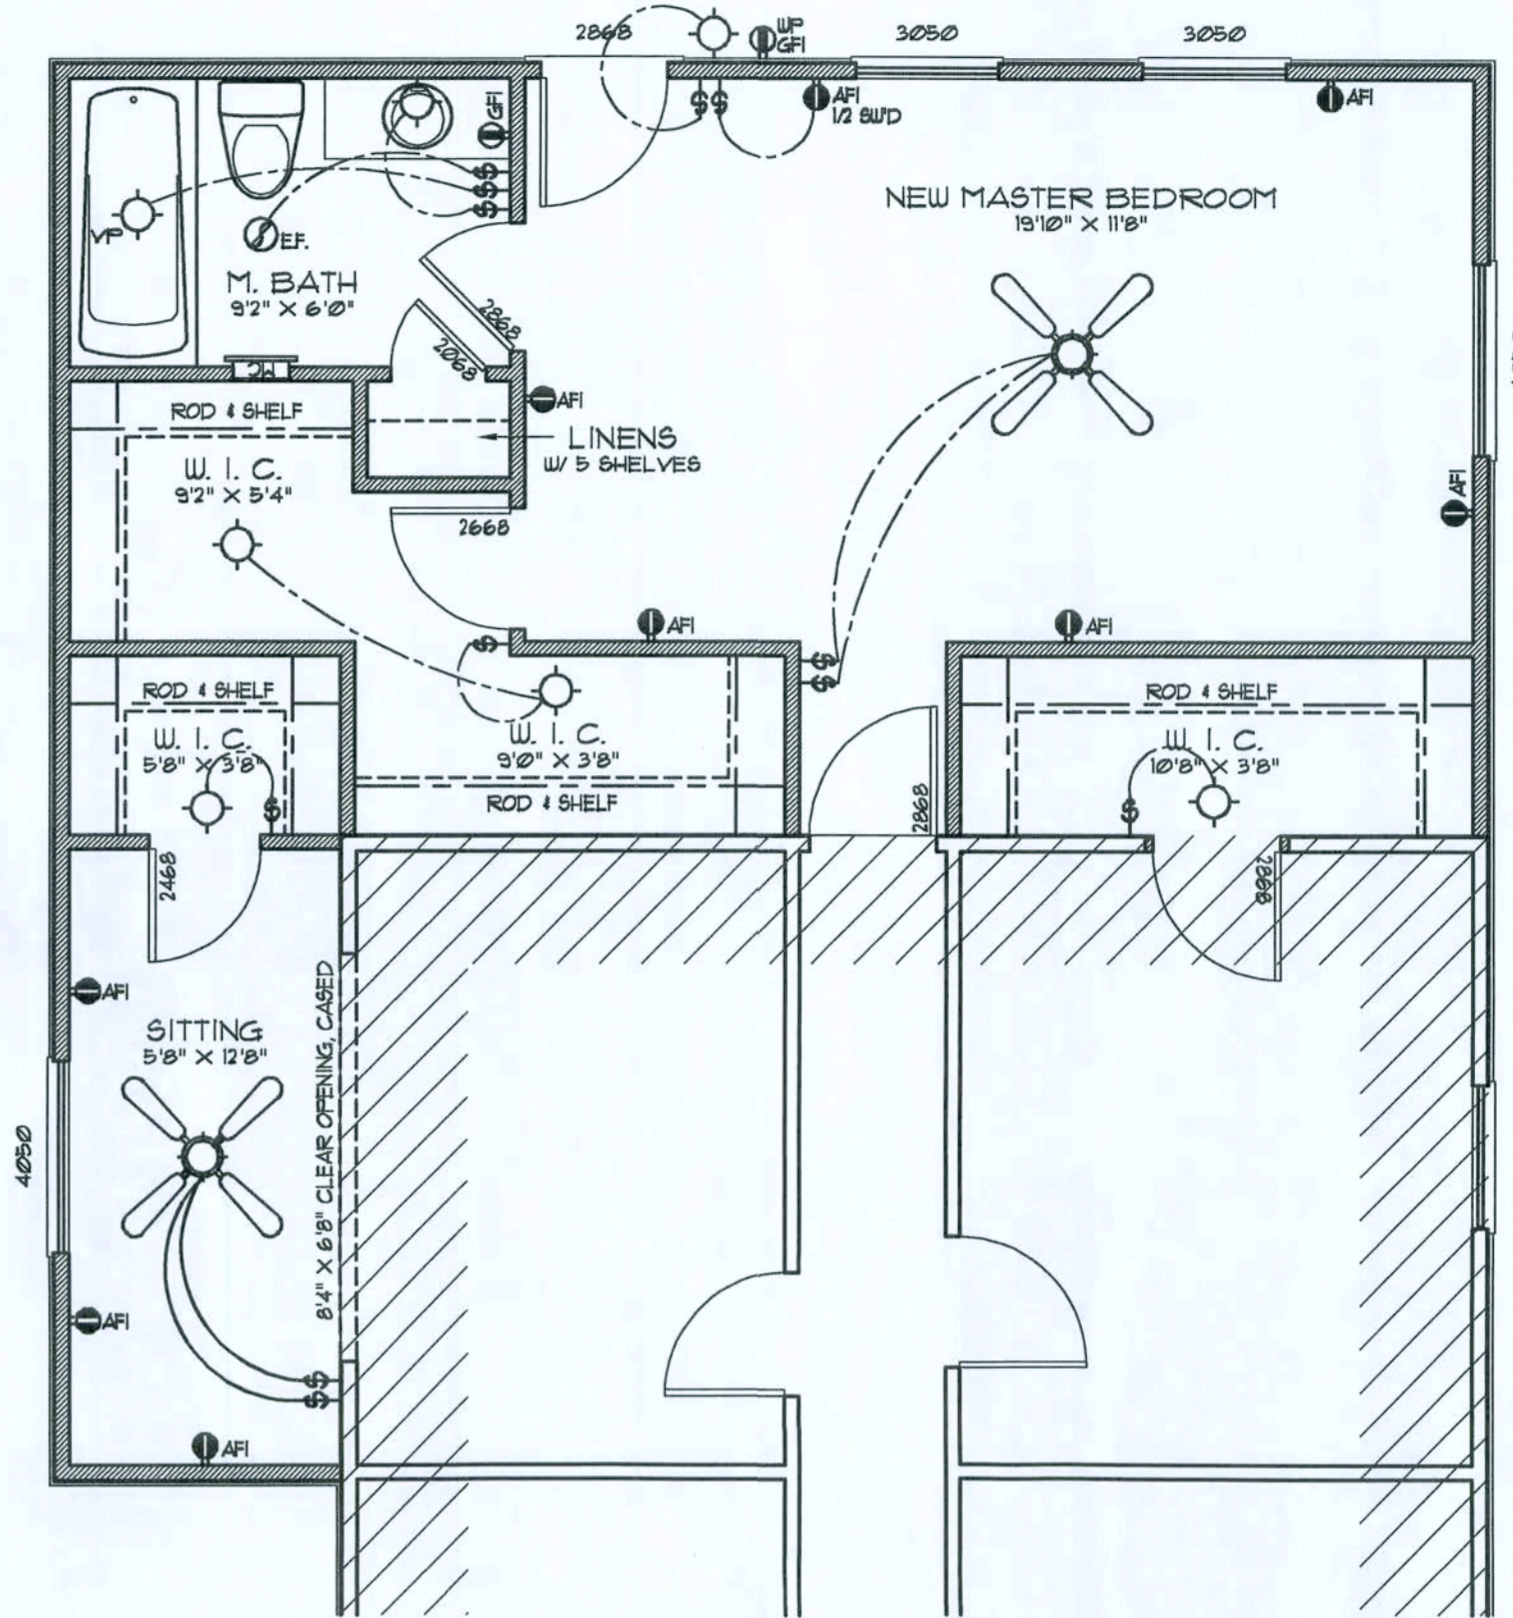 2868
WP
GFI
3050
3050
GFI
AFI
1/2 SW'D
AFI
NEW MASTER BEDROOM
19'10" X 11'8"
VP
E.F.
M. BATH
9'2" X 6'0"
2868
2068
MC
AFI
ROD & SHELF
LINENS
W/ 5 SHELVES
W. I. C.
9'2" X 5'4"
2668
AFI
AFI
AFI
ROD & SHELF
W. I. C.
5'8" X 3'8"
W. I. C.
9'0" X 3'8"
ROD & SHELF
ROD & SHELF
W. I. C.
10'8" X 3'8"
2868
2468
2868
AFI
SITTING
5'8" X 12'8"
8'4" X 6'8" CLEAR OPENING, CASED
4050
AFI
AFI